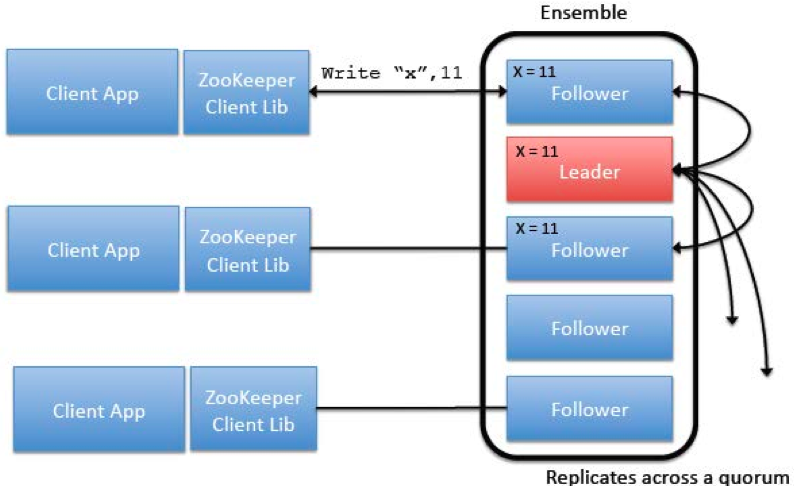 Ensemble
Client App
ZooKeeper
Client Lib
Write “x”,11
X = 11
Follower
X = 11
Leader
Client App
ZooKeeper
Client Lib
X = 11
Follower
Follower
Client App
ZooKeeper
Client Lib
Follower
Replicates across a quorum